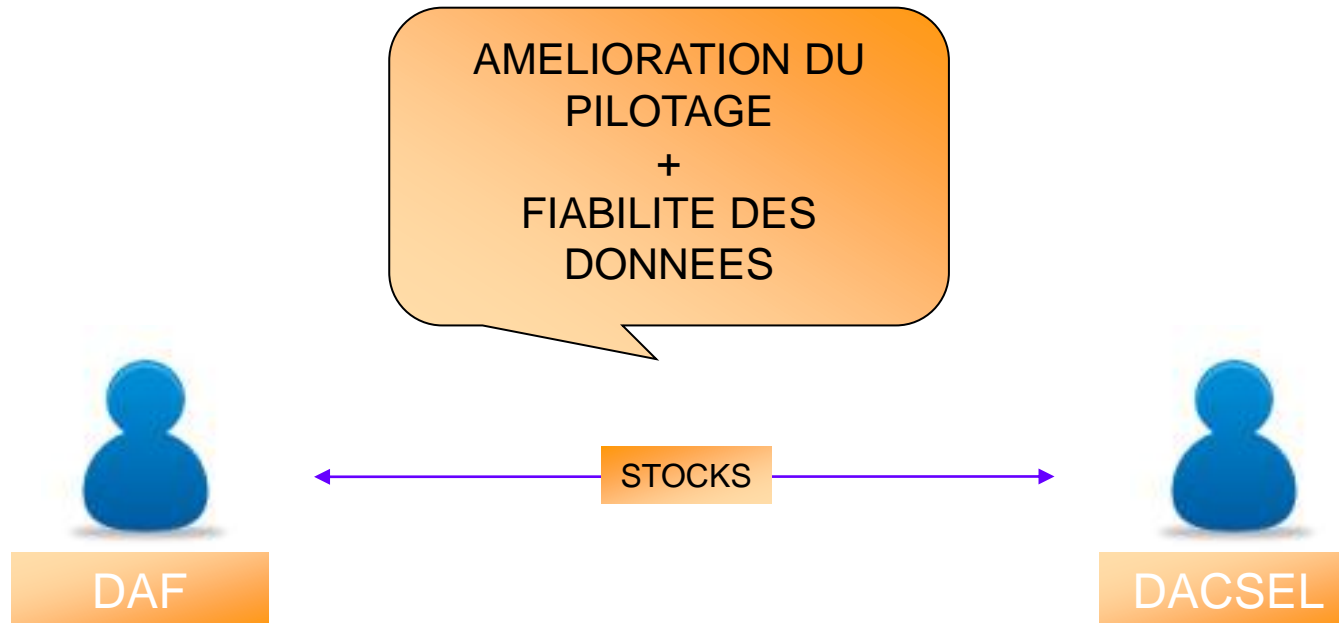 AMELIORATION DU
PILOTAGE
+
FIABILITE DES
DONNEES
STOCKS
DAF
DACSEL